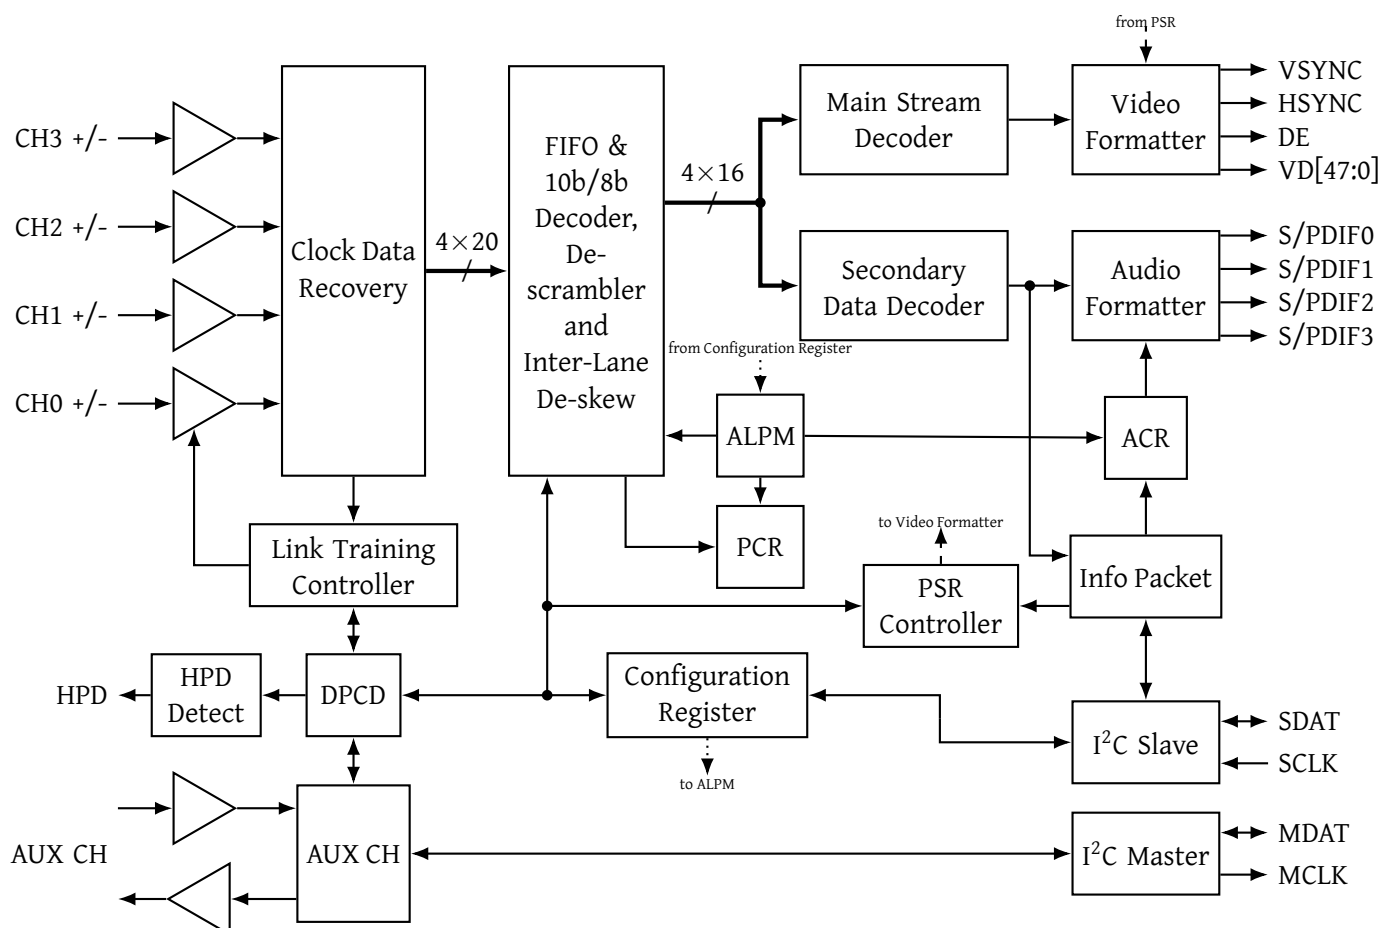 from PSR
CH3 +/-
CH2 +/-
CH1 +/-
CH0 +/-
Clock Data
Recovery
4×20
FIFO &
10b/8b
Decoder,
De-
scrambler
and
Inter-Lane
De-skew
4×16
Main Stream
Decoder
Video
Formatter
VSYNC
HSYNC
DE
VD[47:0]
Secondary
Data Decoder
Audio
Formatter
S/PDIF0
S/PDIF1
S/PDIF2
S/PDIF3
from Configuration Register
ALPM
ACR
PCR
Link Training
Controller
to Video Formatter
PSR
Controller
Info Packet
HPD
HPD
Detect
DPCD
Configuration
Register
to ALPM
I²C Slave
SDAT
SCLK
AUX CH
AUX CH
I²C Master
MDAT
MCLK